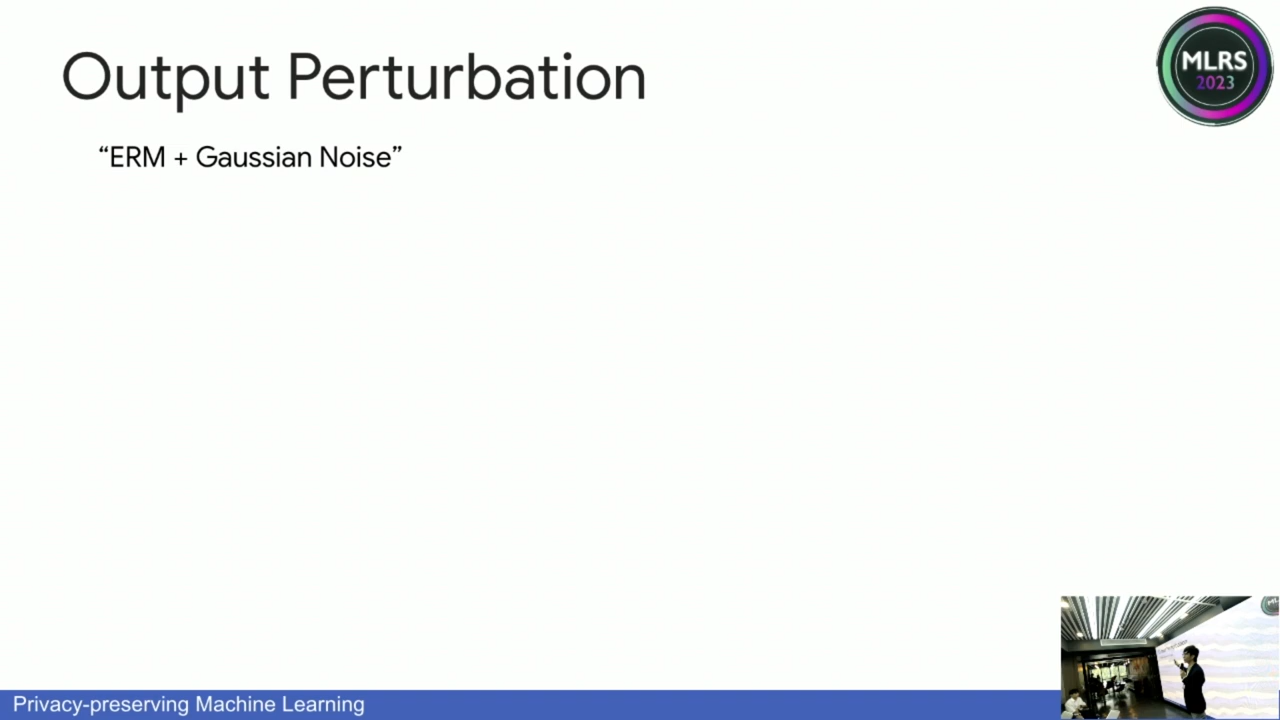 Output Perturbation
MLRS
2023
“ERM + Gaussian Noise”
Privacy-preserving Machine Learning